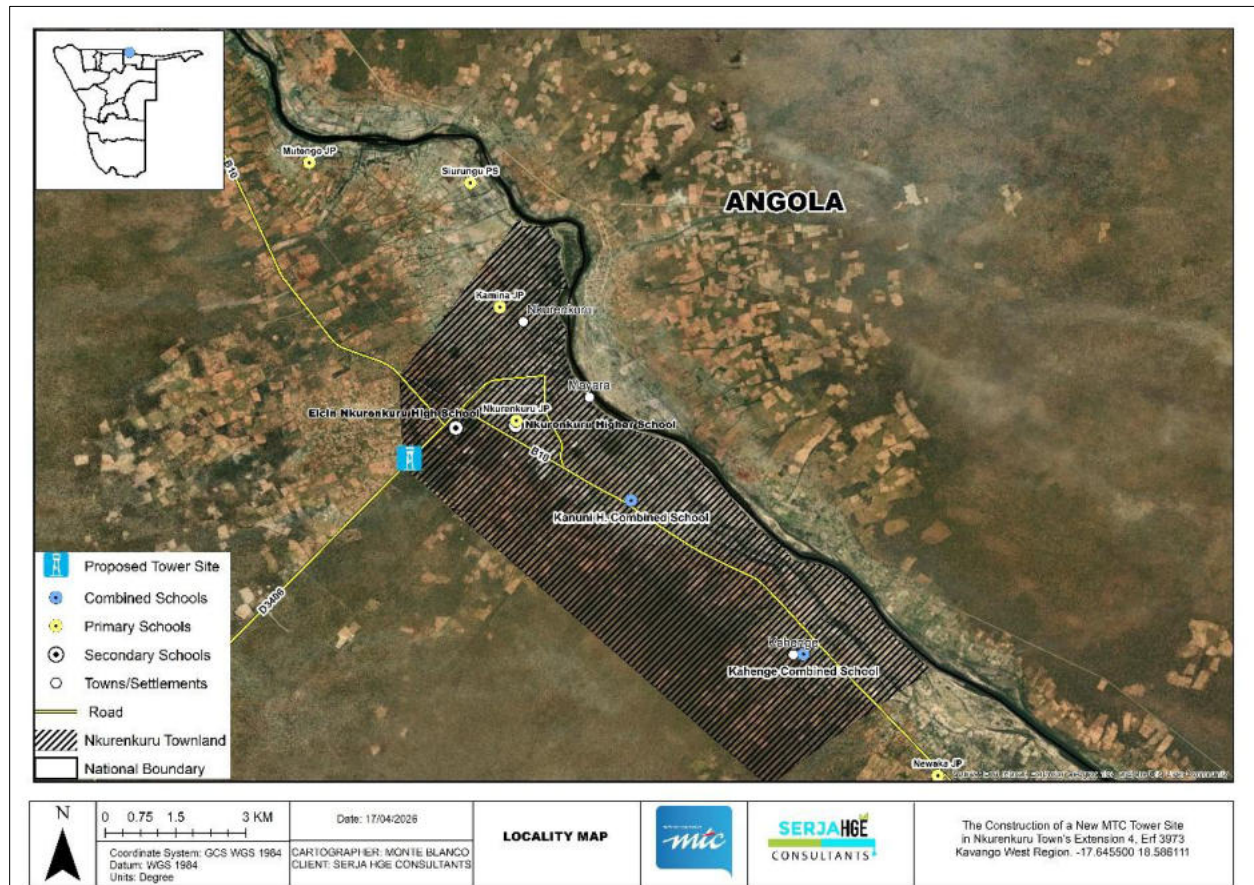 B10
Mutengo JP
Siurungu PS
ANGOLA
Kamina JP
Nkurenkuru
Mayara
Elcin Nkurenkuru High School
Nkurenkuru JP
Nkurenkuru Higher School
B10
Kanuni H. Combined School
D3406
Kahenge
Kahenge Combined School
Newaka JP
Proposed Tower Site
Combined Schools
Primary Schools
Secondary Schools
Towns/Settlements
Road
Nkurenkuru Townland
National Boundary
N
0 0.75 1.5 3 KM
Coordinate System: GCS WGS 1984
Datum: WGS 1984
Units: Degree
Date: 17/04/2026
CARTOGRAPHER: MONTE BLANCO
CLIENT: SERJA HGE CONSULTANTS
LOCALITY MAP
mtc
SERJA HGE
CONSULTANTS
The Construction of a New MTC Tower Site
in Nkurenkuru Town's Extension 4, Erf 3973
Kavango West Region. -17.645500 18.586111